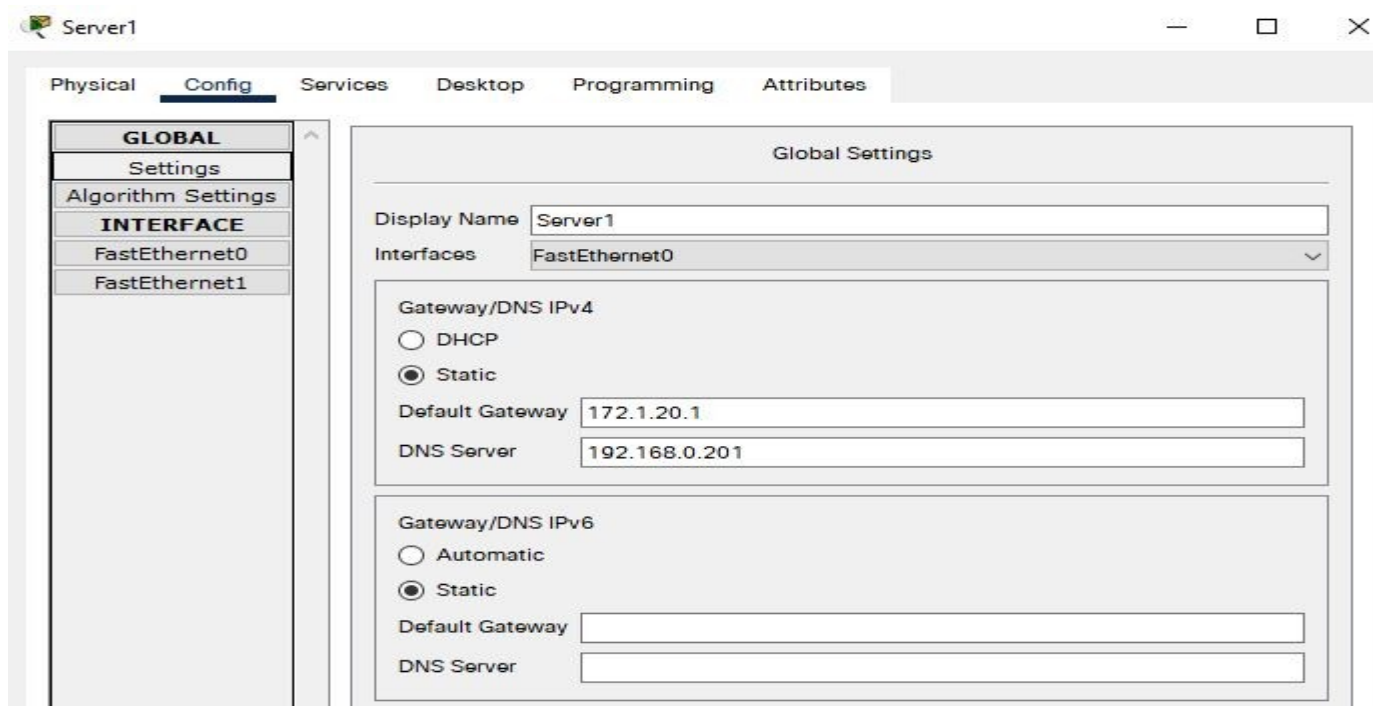 Server1
Physical Config Services Desktop Programming Attributes
GLOBAL
Settings
Algorithm Settings
INTERFACE
FastEthernet0
FastEthernet1
Global Settings
Display Name Server1
Interfaces FastEthernet0
Gateway/DNS IPv4
DHCP
Static
Default Gateway 172.1.20.1
DNS Server 192.168.0.201
Gateway/DNS IPv6
Automatic
Static
Default Gateway
DNS Server